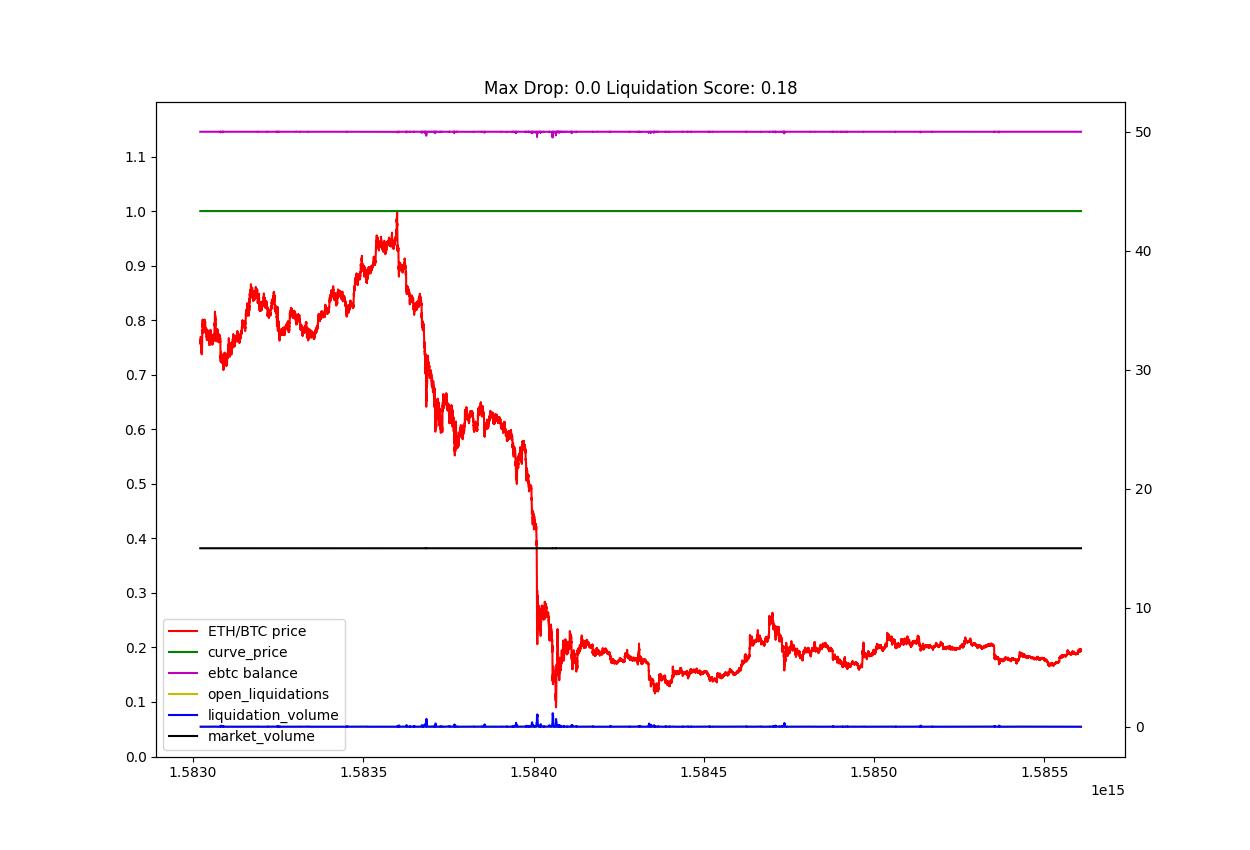 Max Drop: 0.0 Liquidation Score: 0.18
1.1
1.0
0.9
0.8
0.7
0.6
0.5
0.4
0.3
0.2
0.1
0.0
50
40
30
20
10
0
ETH/BTC price
curve_price
ebtc balance
open_liquidations
liquidation_volume
market_volume
1.5830 1.5835 1.5840 1.5845 1.5850 1.5855
1e15